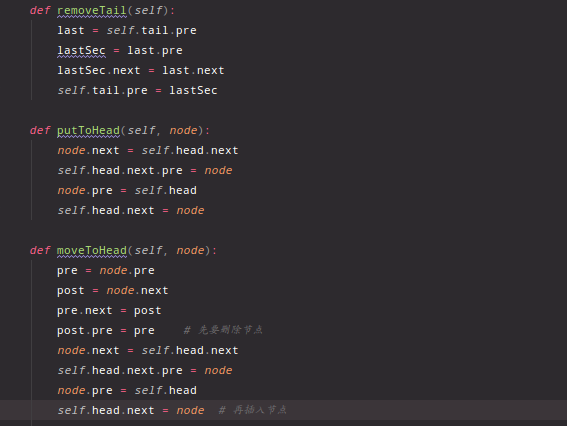 def removeTail(self):
last = self.tail.pre
lastSec = last.pre
lastSec.next = last.next
self.tail.pre = lastSec
def putToHead(self, node):
node.next = self.head.next
self.head.next.pre = node
node.pre = self.head
self.head.next = node
def moveToHead(self, node):
pre = node.pre
post = node.next
pre.next = post
post.pre = pre # 先要删除节点
node.next = self.head.next
self.head.next.pre = node
node.pre = self.head
self.head.next = node # 再插入节点